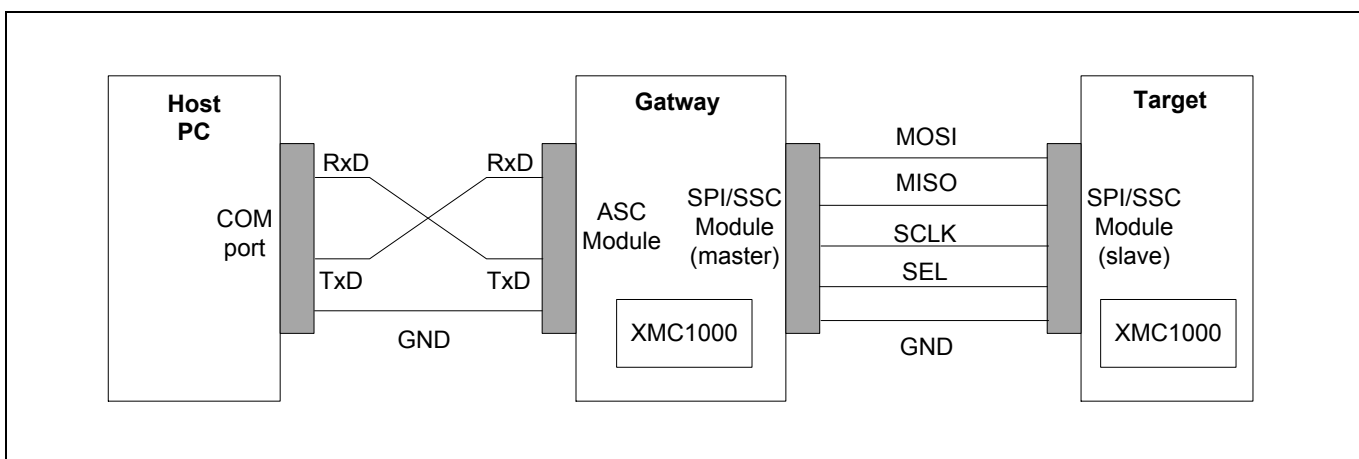 Host
PC
COM
port
RxD
TxD
GND
RxD
TxD
Gatway
ASC
Module
SPI/SSC
Module
(master)
XMC1000
MOSI
MISO
SCLK
SEL
GND
Target
SPI/SSC
Module
(slave)
XMC1000